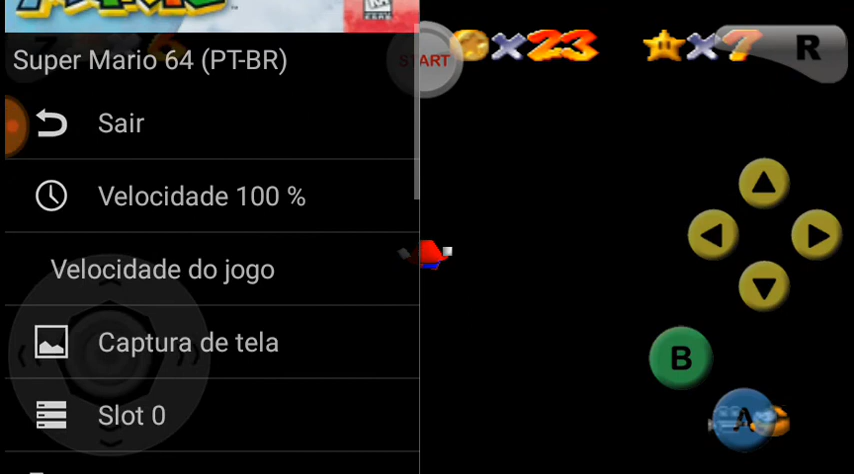 START
×23
×7
R
Super Mario 64 (PT-BR)
Sair
Velocidade 100 %
Velocidade do jogo
Captura de tela
B
Slot 0
A